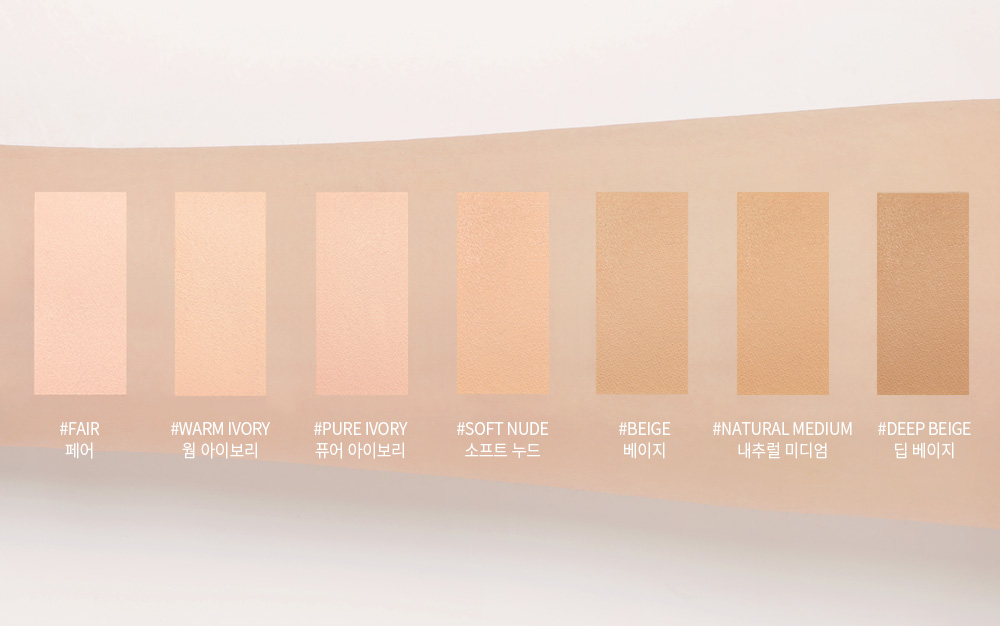 #FAIR
페어
#WARM IVORY
웜 아이보리
#PURE IVORY
퓨어 아이보리
#SOFT NUDE
소프트 누드
#BEIGE
베이지
#NATURAL MEDIUM
내추럴 미디엄
#DEEP BEIGE
딥 베이지